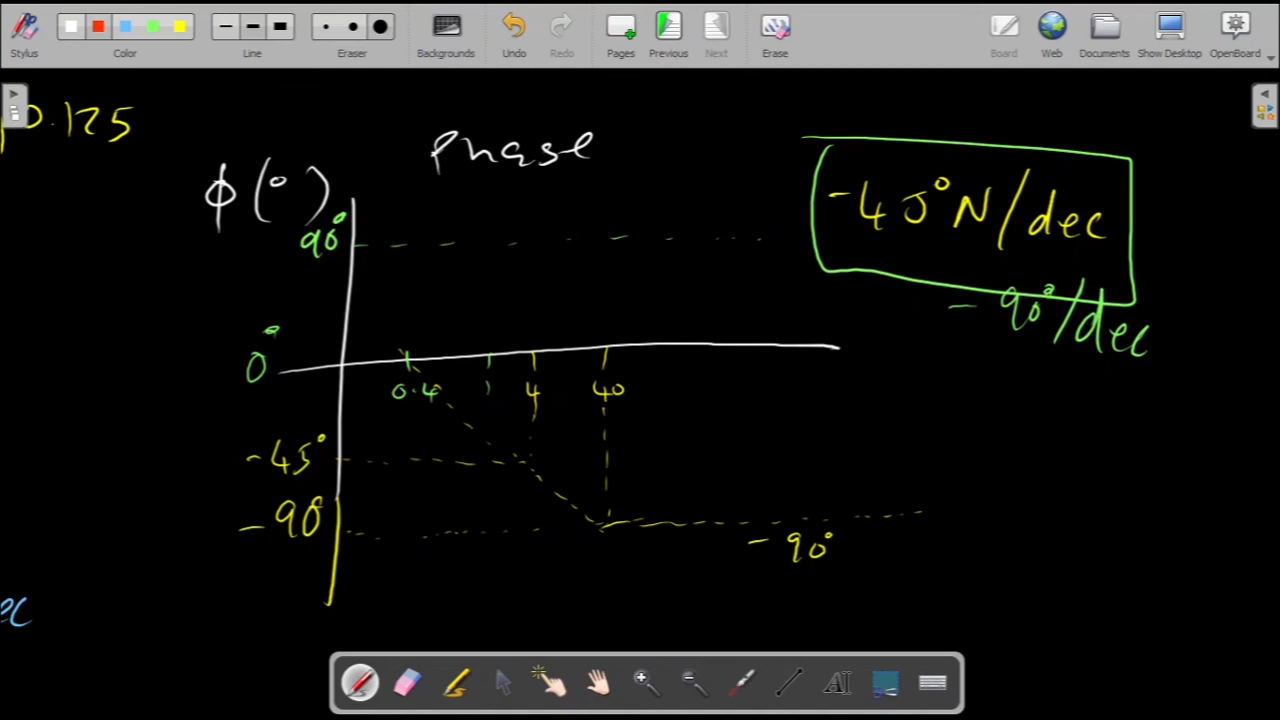 Stylus
Color
Line
Eraser
Backgrounds
Undo
Redo
Pages
Previous
Next
Erase
Board
Web
Documents
Show Desktop
OpenBoard
0.125
Phase
-45° N/dec
-90°/dec
φ(°)
90°
0°
0.4
1
4
40
-45°
-90°
-90°